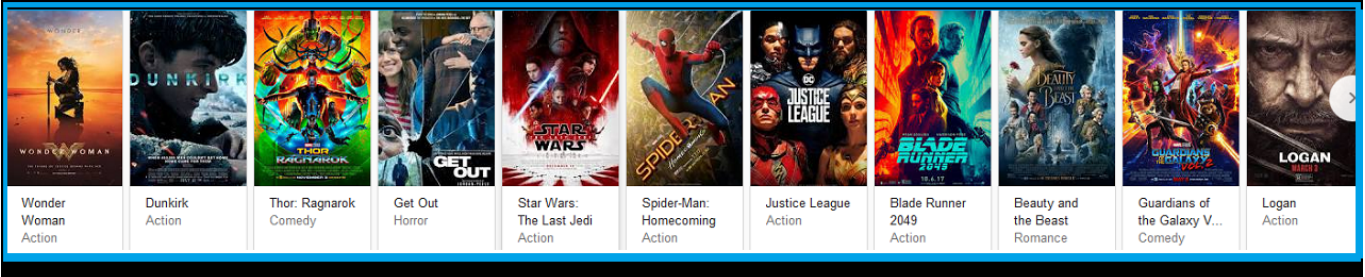 WONDER
WONDER WOMAN
Wonder
Woman
Action
DUNKIRK
Dunkirk
Action
THOR
RAGNAROK
Thor: Ragnarok
Comedy
GET
OUT
Get Out
Horror
STAR
WARS
Star Wars:
The Last Jedi
Action
SPIDER-MAN
Spider-Man:
Homecoming
Action
DC
JUSTICE
LEAGUE
Justice League
Action
BLADE
RUNNER
2049
10.6.17
Blade Runner
2049
Action
BEAUTY
AND THE
BEAST
Beauty and
the Beast
Romance
GUARDIANS
VOL 2
Guardians of
the Galaxy V...
Comedy
LOGAN
MARCH 3
Logan
Action